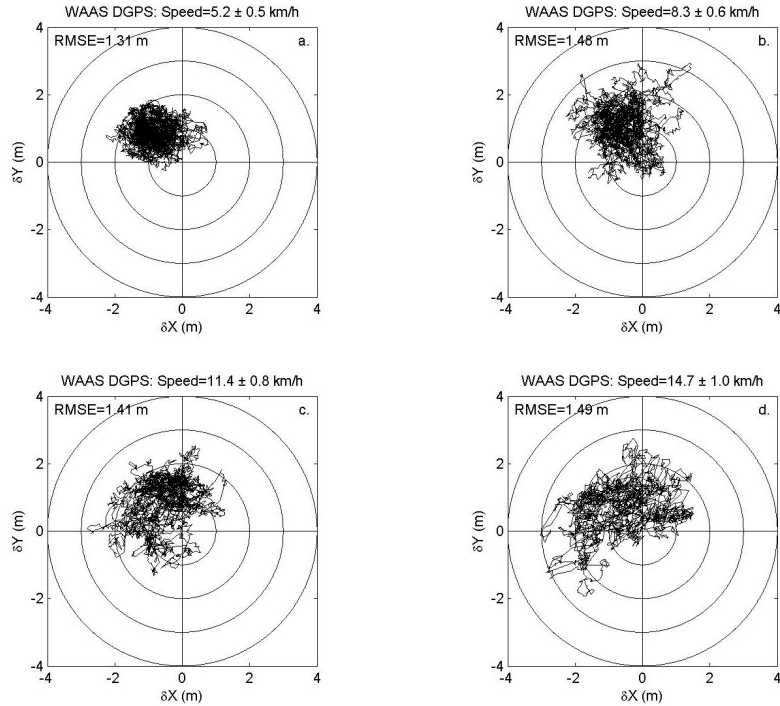 WAAS DGPS: Speed=5.2 ± 0.5 km/h
RMSE=1.31 m
a.
4
2
0
-2
-4
δY (m)
-4
-2
0
2
4
δX (m)
WAAS DGPS: Speed=8.3 ± 0.6 km/h
RMSE=1.48 m
b.
4
2
0
-2
-4
δY (m)
-4
-2
0
2
4
δX (m)
WAAS DGPS: Speed=11.4 ± 0.8 km/h
RMSE=1.41 m
c.
4
2
0
-2
-4
δY (m)
-4
-2
0
2
4
δX (m)
WAAS DGPS: Speed=14.7 ± 1.0 km/h
RMSE=1.49 m
d.
4
2
0
-2
-4
δY (m)
-4
-2
0
2
4
δX (m)